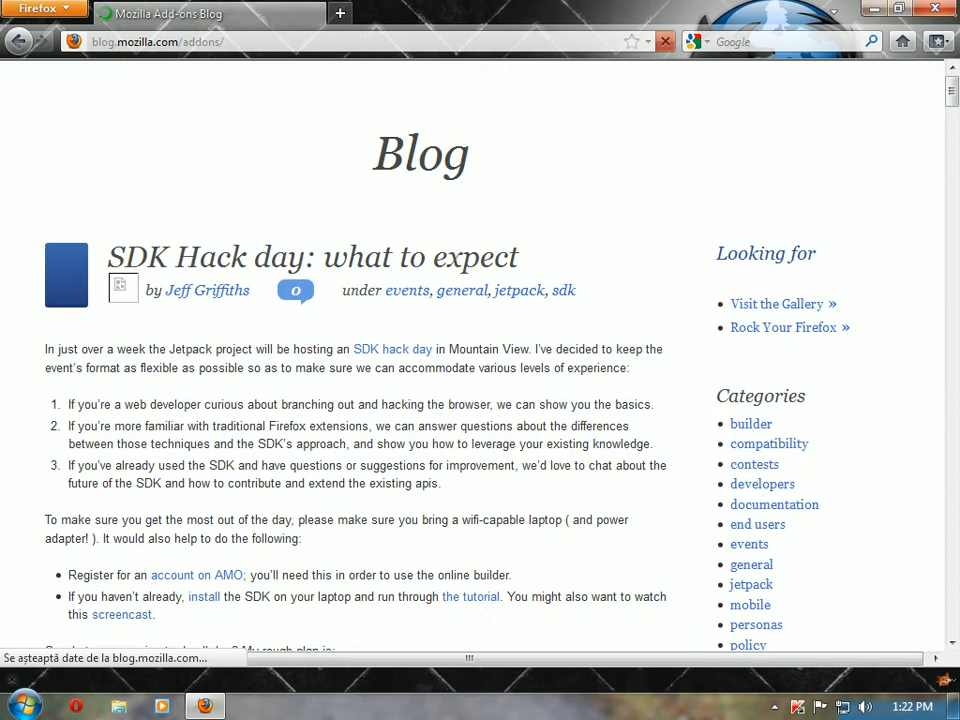 Firefox
Mozilla Add-ons Blog
blog.mozilla.com/addons/
Google
Blog
SDK Hack day: what to expect
by Jeff Griffiths
0
under events, general, jetpack, sdk
In just over a week the Jetpack project will be hosting an SDK hack day in Mountain View. I've decided to keep the
event's format as flexible as possible so as to make sure we can accommodate various levels of experience:
1. If you're a web developer curious about branching out and hacking the browser, we can show you the basics.
2. If you're more familiar with traditional Firefox extensions, we can answer questions about the differences
between those techniques and the SDK's approach, and show you how to leverage your existing knowledge.
3. If you've already used the SDK and have questions or suggestions for improvement, we'd love to chat about the
future of the SDK and how to contribute and extend the existing apis.
To make sure you get the most out of the day, please make sure you bring a wifi-capable laptop ( and power
adapter! ). It would also help to do the following:
• Register for an account on AMO; you'll need this in order to use the online builder.
• If you haven't already, install the SDK on your laptop and run through the tutorial. You might also want to watch
this screencast.
Looking for
• Visit the Gallery »
• Rock Your Firefox »
Categories
• builder
• compatibility
• contests
• developers
• documentation
• end users
• events
• general
• jetpack
• mobile
• personas
• policy
Se așteaptă date de la blog.mozilla.com...
1:22 PM